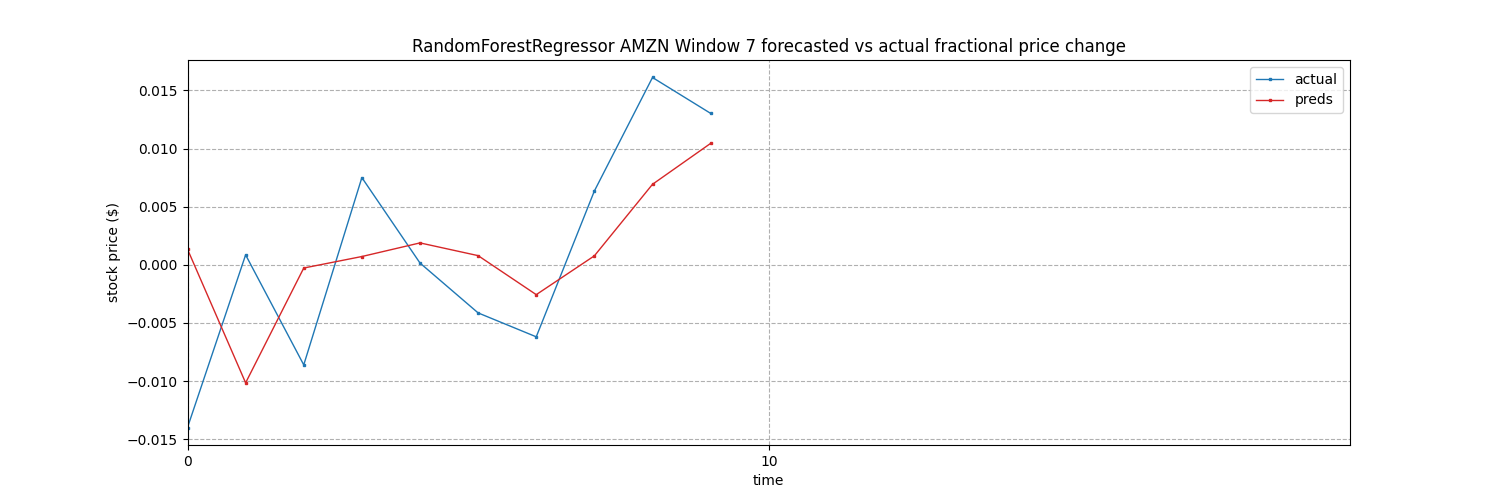 RandomForestRegressor AMZN Window 7 forecasted vs actual fractional price change
actual
preds
stock price ($)
0.015
0.010
0.005
0.000
−0.005
−0.010
−0.015
0
10
time